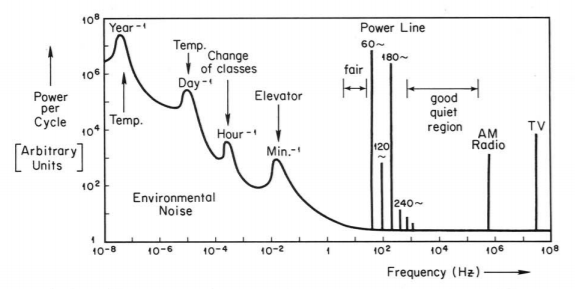 10⁸
Year⁻¹
Power Line
60~
180~
Temp.
Change
of classes
fair
10⁶
Power
per
Cycle
Day⁻¹
Elevator
good
quiet
region
Temp.
10⁴
[Arbitrary
Units]
Hour⁻¹
Min.⁻¹
120
~
AM
Radio
TV
10²
Environmental
Noise
240~
1
10⁻⁸ 10⁻⁶ 10⁻⁴ 10⁻² 1 10² 10⁴ 10⁶ 10⁸
Frequency (Hz)